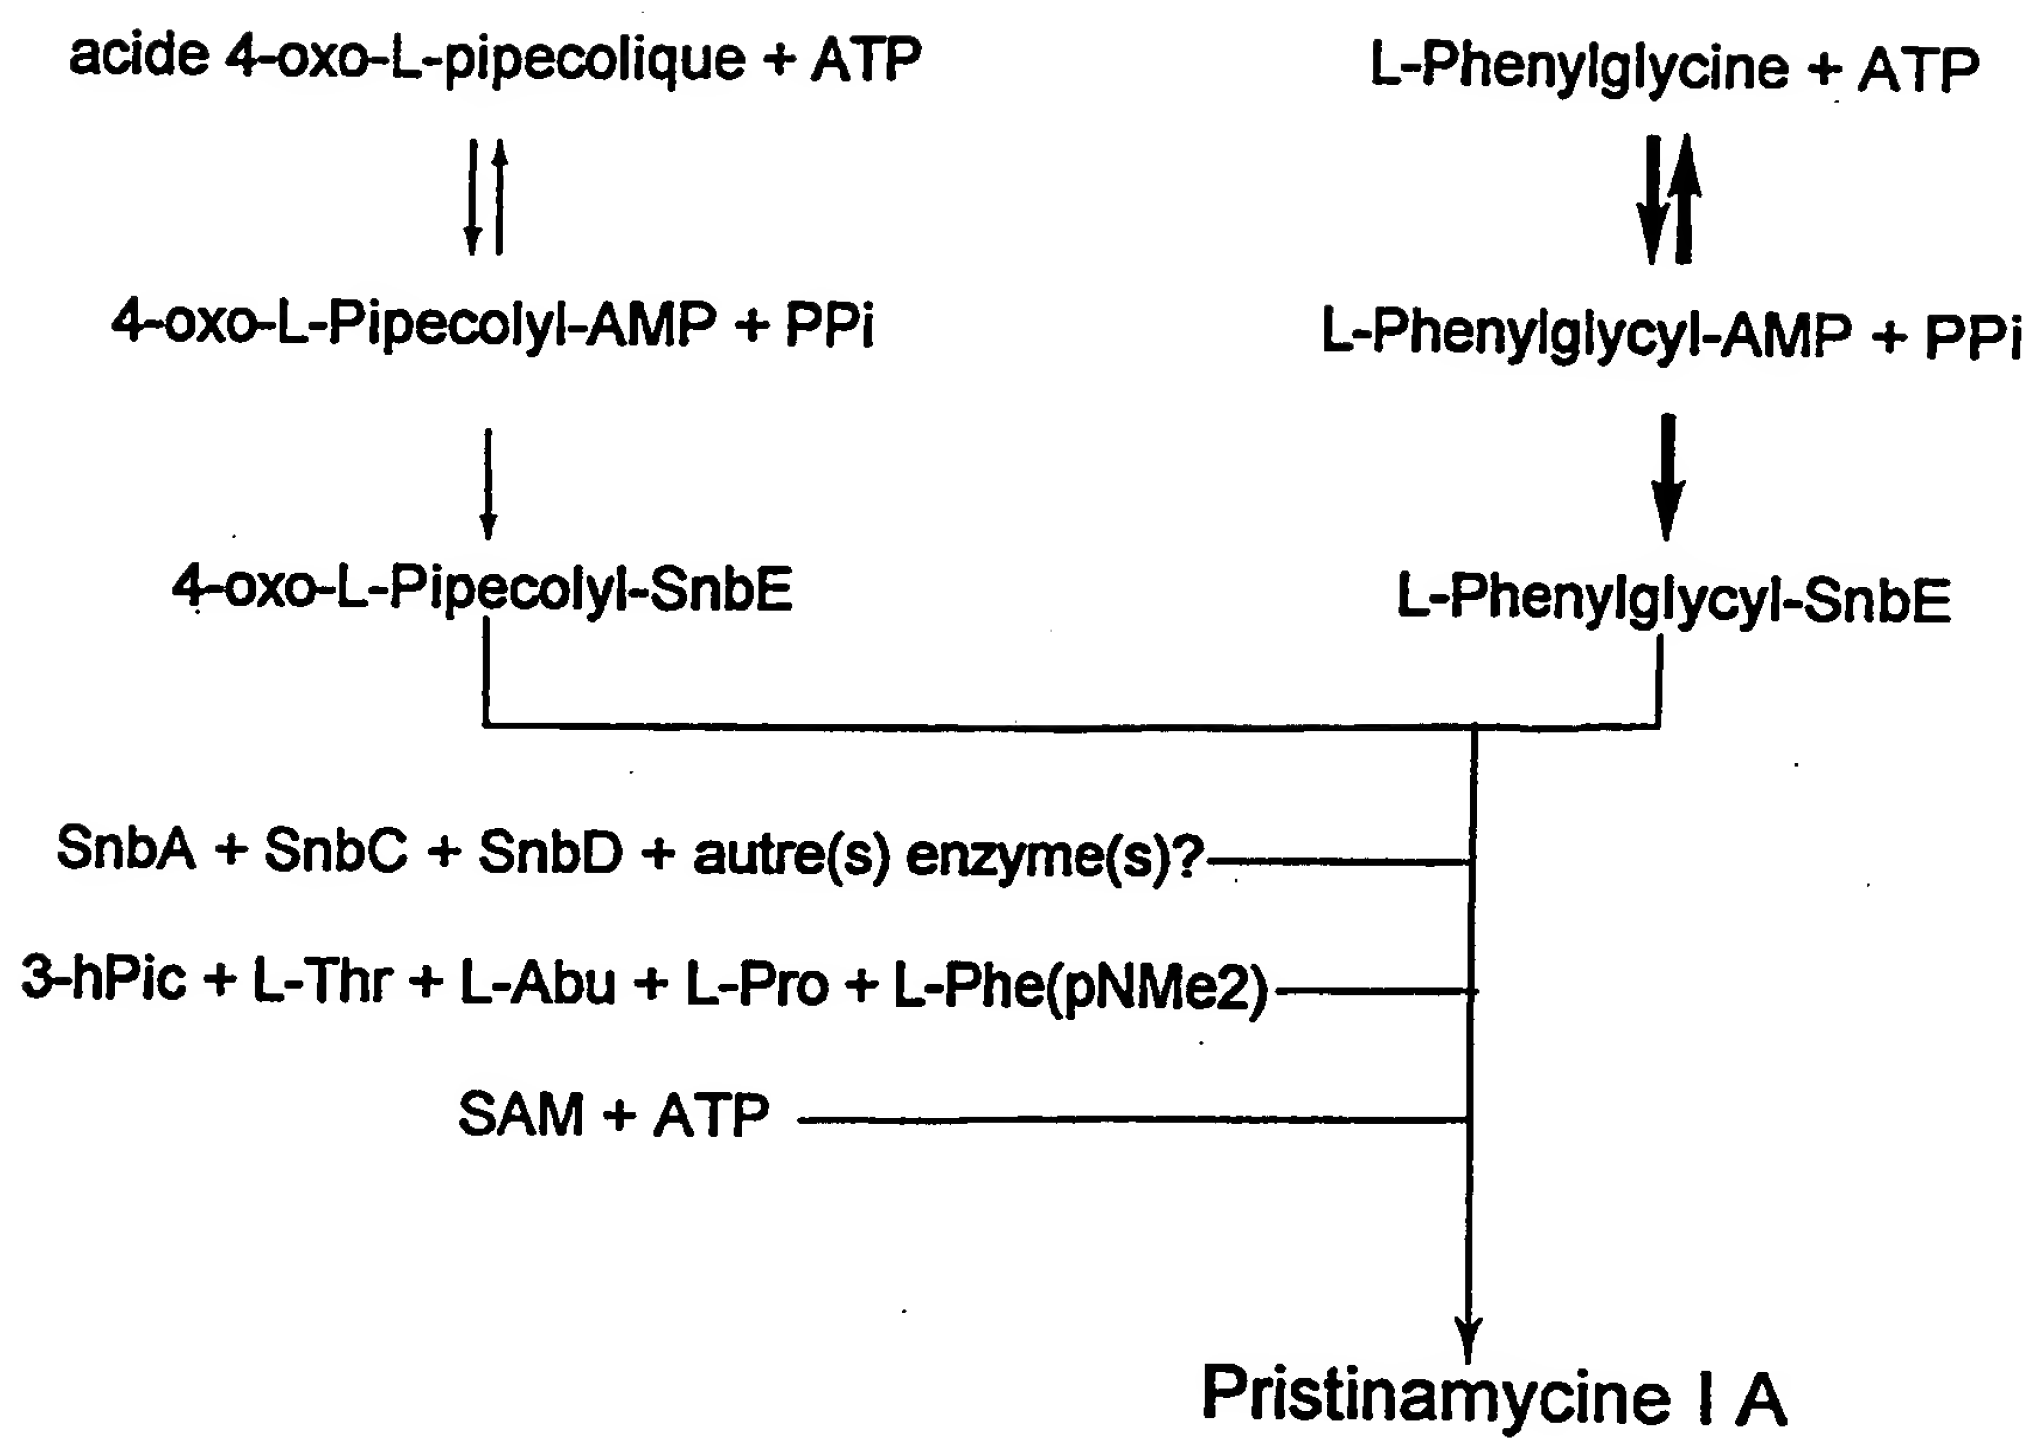 acide 4-oxo-L-pipecolique + ATP
L-Phenylglycine + ATP
4-oxo-L-Pipecolyl-AMP + PPi
L-Phenylglycyl-AMP + PPi
4-oxo-L-Pipecolyl-SnbE
L-Phenylglycyl-SnbE
SnbA + SnbC + SnbD + autre(s) enzyme(s)?
3-hPic + L-Thr + L-Abu + L-Pro + L-Phe(pNMe2)
SAM + ATP
Pristinamycine I A